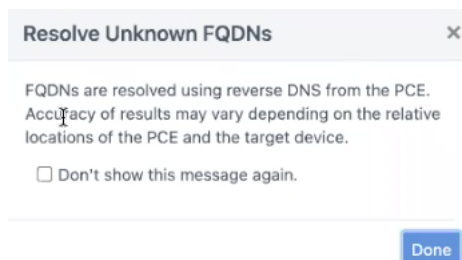 Resolve Unknown FQDNs ×
FQDNs are resolved using reverse DNS from the PCE.
Accuracy of results may vary depending on the relative
locations of the PCE and the target device.
Don't show this message again.
Done